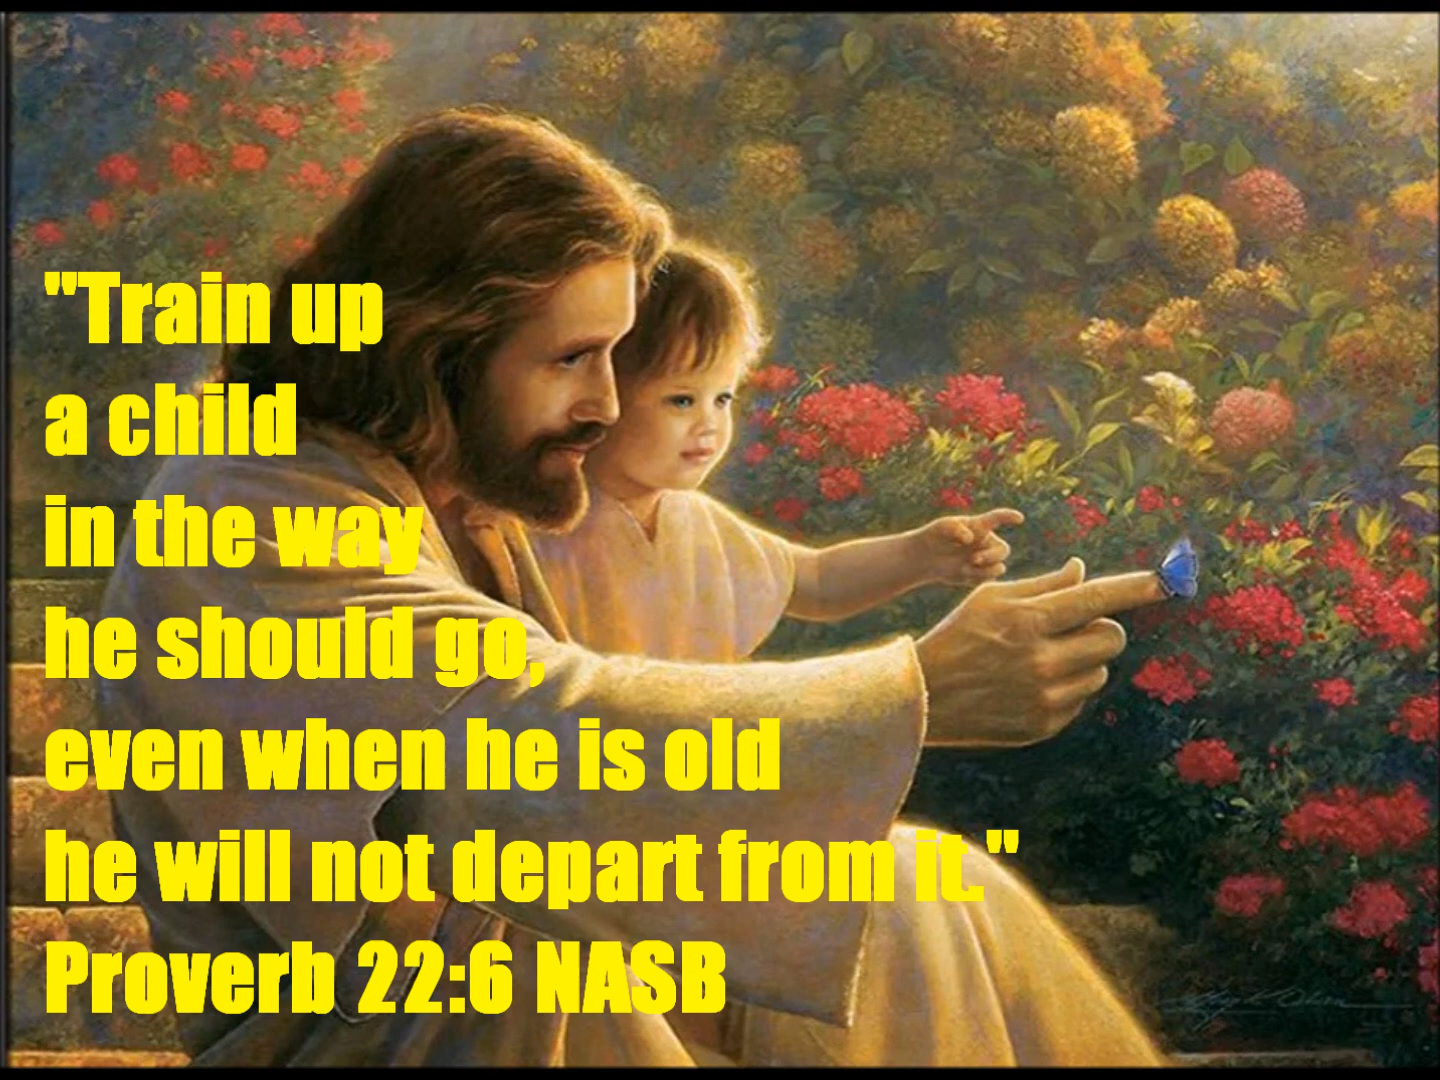 "Train up
a child
in the way
he should go,
even when he is old
he will not depart from it."
Proverb 22:6 NASB